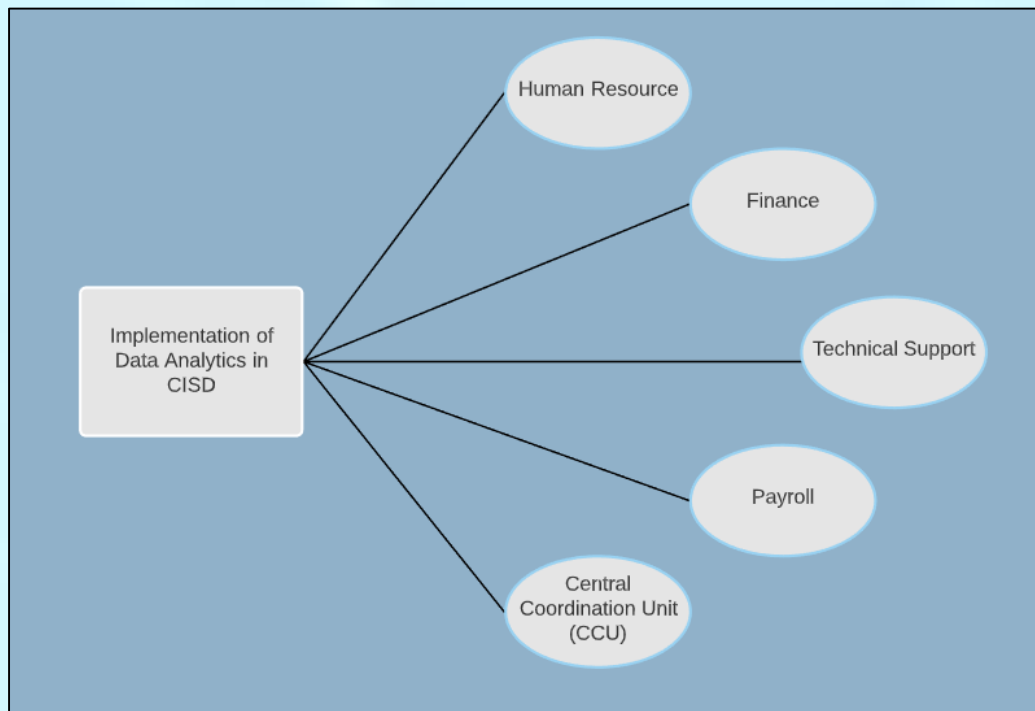 Human Resource
Finance
Implementation of
Data Analytics in
CISD
Technical Support
Payroll
Central
Coordination Unit
(CCU)